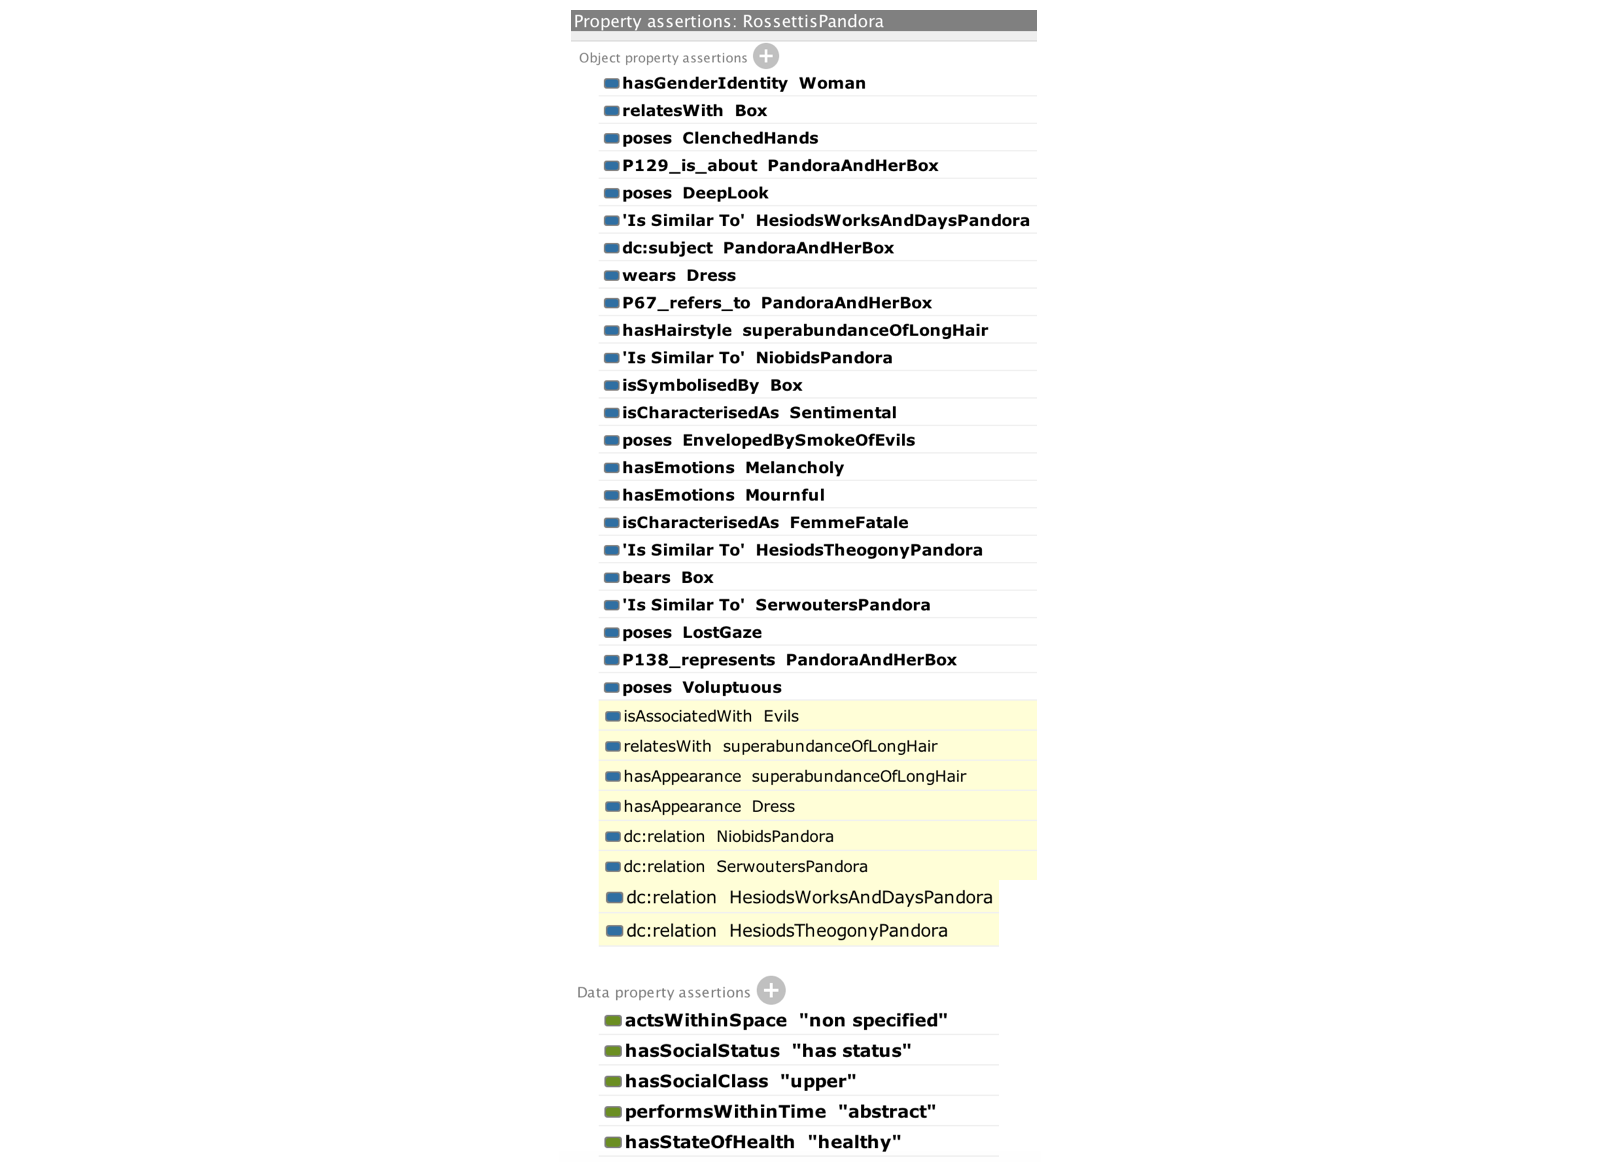 Property assertions: RossettisPandora
Object property assertions
hasGenderIdentity Woman
relatesWith Box
poses ClenchedHands
P129_is_about PandoraAndHerBox
poses DeepLook
'Is Similar To' HesiodsWorksAndDaysPandora
dc:subject PandoraAndHerBox
wears Dress
P67_refers_to PandoraAndHerBox
hasHairstyle superabundanceOfLongHair
'Is Similar To' NiobidsPandora
isSymbolisedBy Box
isCharacterisedAs Sentimental
poses EnvelopedBySmokeOfEvils
hasEmotions Melancholy
hasEmotions Mournful
isCharacterisedAs FemmeFatale
'Is Similar To' HesiodsTheogonyPandora
bears Box
'Is Similar To' SerwoutersPandora
poses LostGaze
P138_represents PandoraAndHerBox
poses Voluptuous
isAssociatedWith Evils
relatesWith superabundanceOfLongHair
hasAppearance superabundanceOfLongHair
hasAppearance Dress
dc:relation NiobidsPandora
dc:relation SerwoutersPandora
dc:relation HesiodsWorksAndDaysPandora
dc:relation HesiodsTheogonyPandora
Data property assertions
actsWithinSpace "non specified"
hasSocialStatus "has status"
hasSocialClass "upper"
performsWithinTime "abstract"
hasStateOfHealth "healthy"